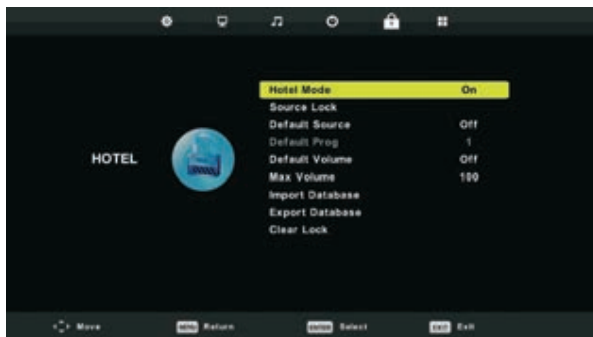 Hotel Mode On
Source Lock
Default Source Off
Default Prog 1
HOTEL
Default Volume Off
Max Volume 100
Import Database
Export Database
Clear Lock
Move MENU Return ENTER Select EXIT Exit